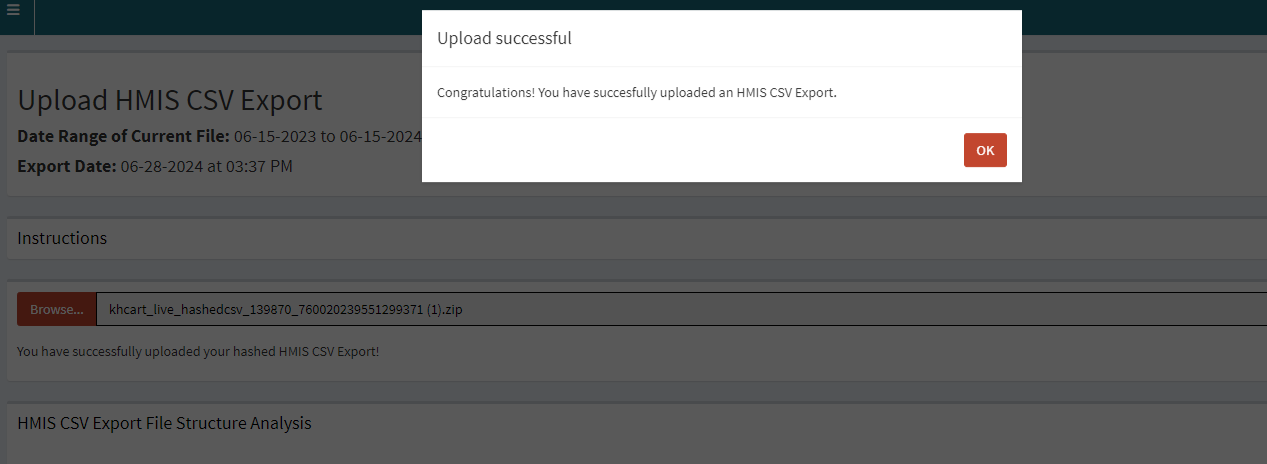 Upload successful
Congratulations! You have succesfully uploaded an HMIS CSV Export.
OK
Upload HMIS CSV Export
Date Range of Current File: 06-15-2023 to 06-15-2024
Export Date: 06-28-2024 at 03:37 PM
Instructions
Browse... khcart_live_hashedcsv_139870_760020239551299371 (1).zip
You have successfully uploaded your hashed HMIS CSV Export!
HMIS CSV Export File Structure Analysis